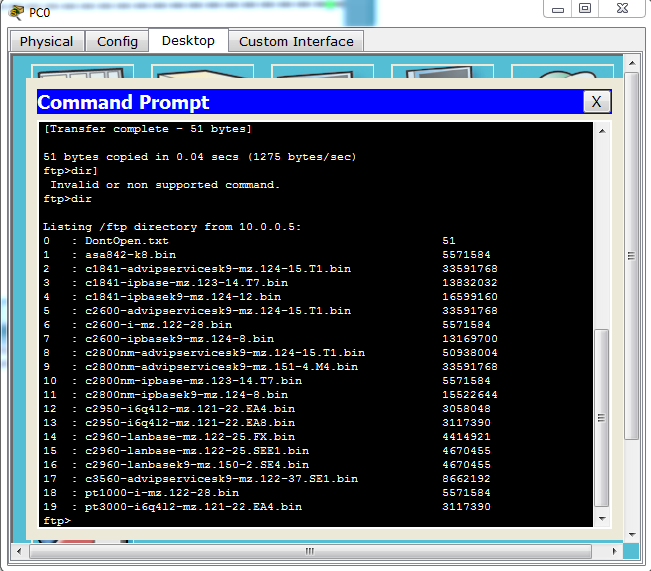 PC0
Physical Config Desktop Custom Interface
Command Prompt X
[Transfer complete - 51 bytes]
51 bytes copied in 0.04 secs (1275 bytes/sec)
ftp>dir]
Invalid or non supported command.
ftp>dir
Listing /ftp directory from 10.0.0.5:
0 : DontOpen.txt 51
1 : asa842-k8.bin 5571584
2 : c1841-advipservicesk9-mz.124-15.T1.bin 33591768
3 : c1841-ipbase-mz.123-14.T7.bin 13832032
4 : c1841-ipbasek9-mz.124-12.bin 16599160
5 : c2600-advipservicesk9-mz.124-15.T1.bin 33591768
6 : c2600-i-mz.122-28.bin 5571584
7 : c2600-ipbasek9-mz.124-8.bin 13169700
8 : c2800nm-advipservicesk9-mz.124-15.T1.bin 50938004
9 : c2800nm-advipservicesk9-mz.151-4.M4.bin 33591768
10 : c2800nm-ipbase-mz.123-14.T7.bin 5571584
11 : c2800nm-ipbasek9-mz.124-8.bin 15522644
12 : c2950-i6q4l2-mz.121-22.EA4.bin 3058048
13 : c2950-i6q4l2-mz.121-22.EA8.bin 3117390
14 : c2960-lanbase-mz.122-25.FX.bin 4414921
15 : c2960-lanbase-mz.122-25.SEE1.bin 4670455
16 : c2960-lanbasek9-mz.150-2.SE4.bin 4670455
17 : c3560-advipservicesk9-mz.122-37.SE1.bin 8662192
18 : pt1000-i-mz.122-28.bin 5571584
19 : pt3000-i6q4l2-mz.121-22.EA4.bin 3117390
ftp>